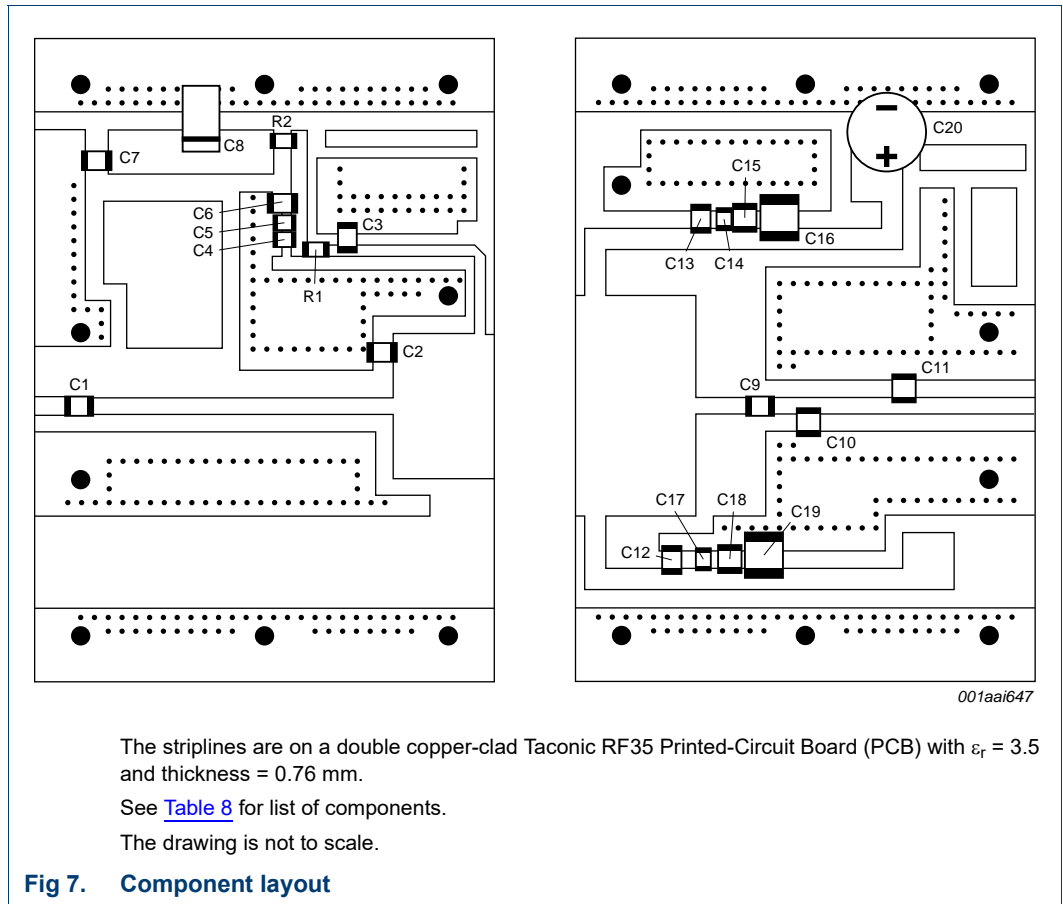 R2
C8
C7
C6
C5
C4
C3
R1
C2
C1
C20
C15
C16
C13
C14
C11
C9
C10
C17
C18
C19
C12
001aai647
The striplines are on a double copper-clad Taconic RF35 Printed-Circuit Board (PCB) with εr = 3.5
and thickness = 0.76 mm.
See Table 8 for list of components.
The drawing is not to scale.
Fig 7. Component layout